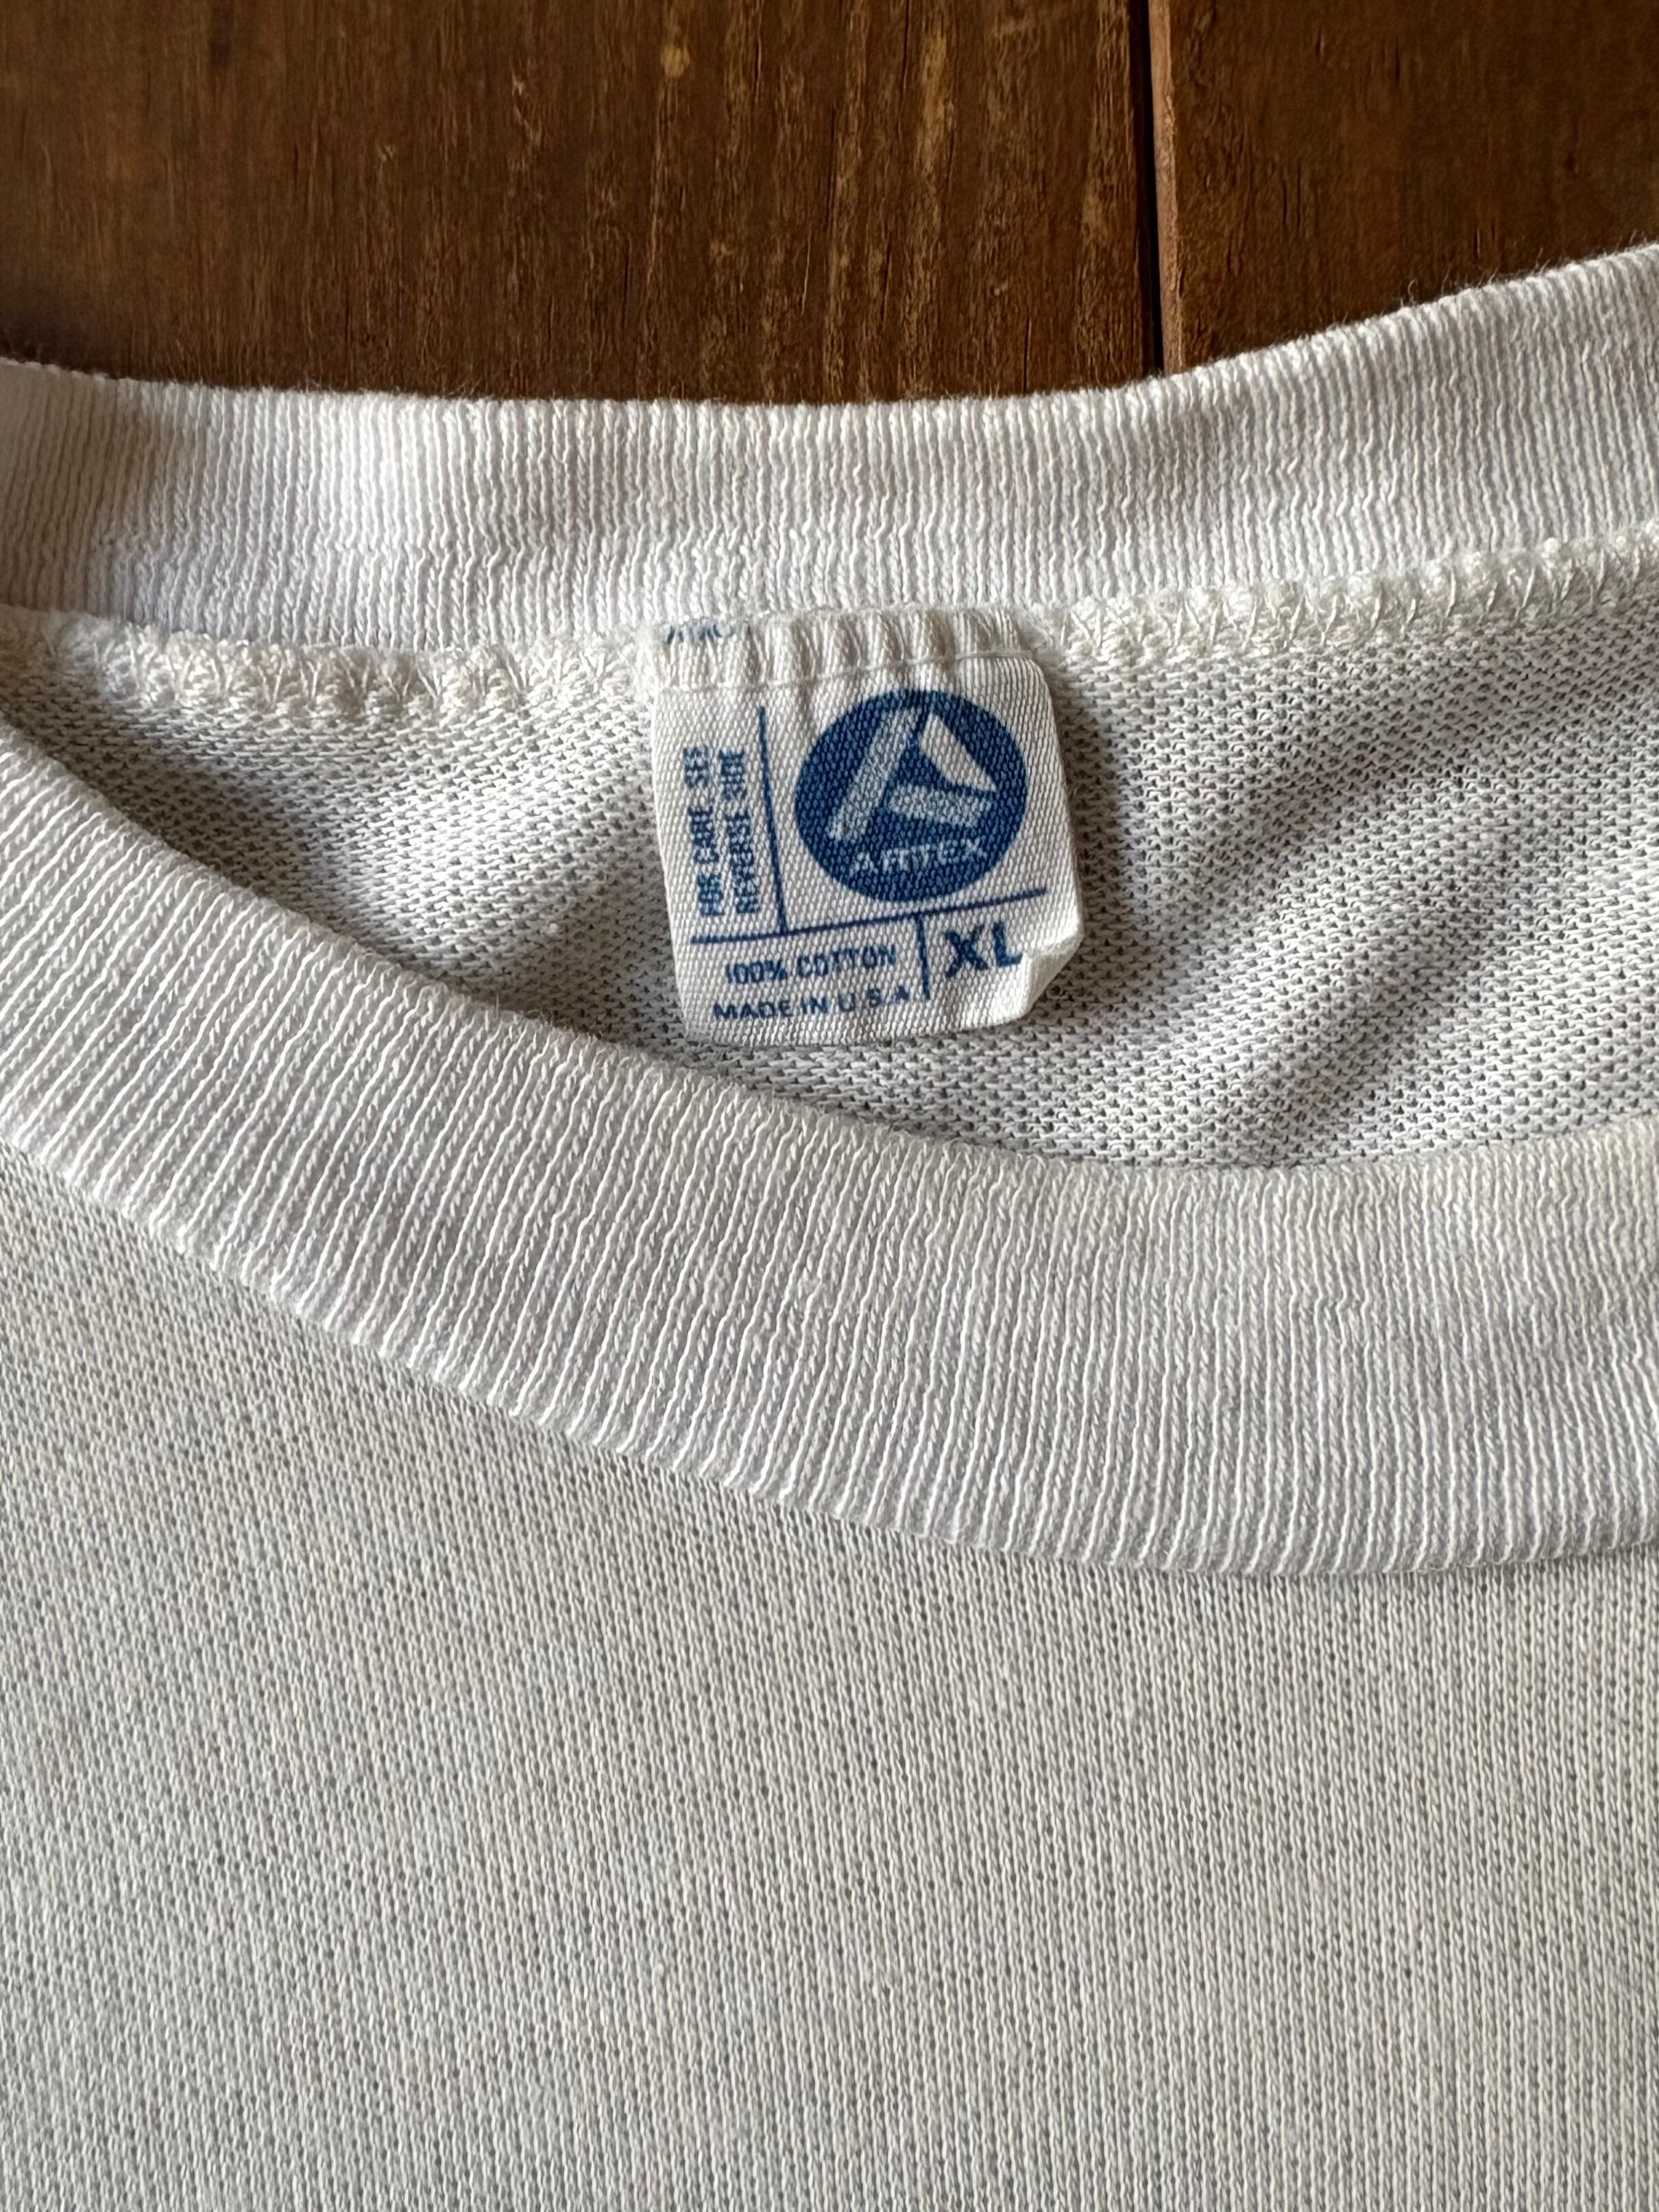 FOR CARE SEE
REVERSE SIDE
Artex
100% COTTON
MADE IN U.S.A.
XL